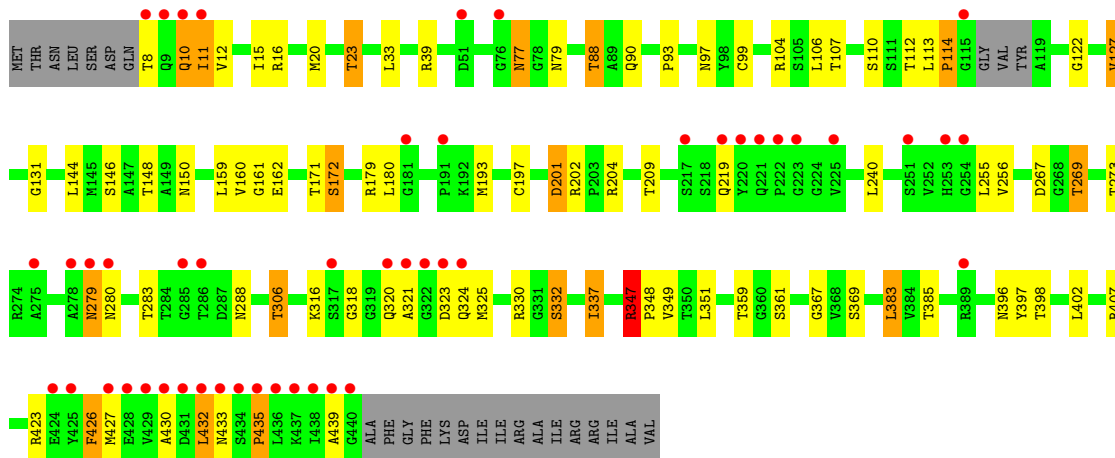 MET THR ASN LEU SER ASP GLN T8 Q9 Q10 I11 V12 I15 R16 M20 T23 L33 R39 D51 G76 N77 G78 N79 T88 A89 Q90 P93 N97 Y98 C99 R104 S105 L106 T107 S110 S111 T112 L113 P114 G115 GLY VAL TYR A119 G122 V127
G131 L144 M145 S146 A147 T148 A149 N150 L159 V160 G161 E162 T171 S172 R179 L180 G181 P191 K192 M193 C197 D201 R202 P203 R204 T209 S217 S218 Q219 Y220 Q221 P222 G223 G224 V225 L240 S251 V252 H253 G254 L255 V256 D267 G268 T269 T273
R274 A275 A278 N279 N280 T283 T284 G285 T286 D287 N288 T306 K316 S317 G318 G319 Q320 A321 G322 D323 Q324 M325 R330 G331 S332 I337 R347 P348 V349 T350 L351 T359 G360 S361 G367 V368 S369 L383 V384 T385 R389 N396 Y397 T398 L402 R407
R423 E424 Y425 F426 M427 E428 V429 A430 D431 L432 N433 S434 P435 L436 K437 I438 A439 G440 ALA PHE GLY PHE LYS ASP ILE ILE ARG ALA ILE ARG ARG ILE ALA VAL